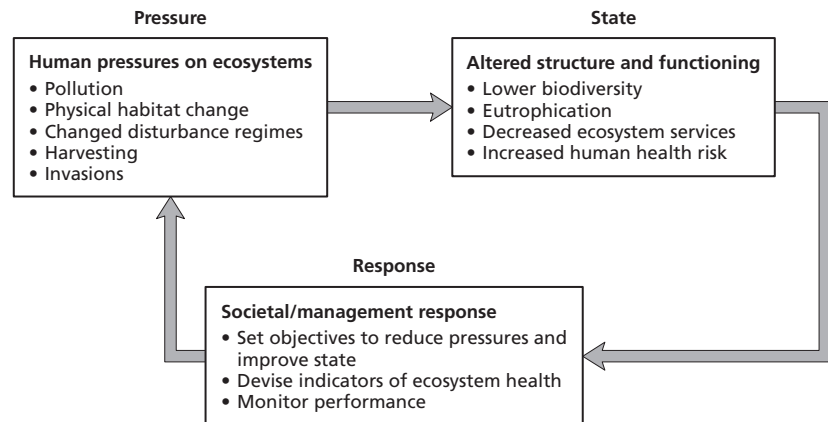 Pressure
Human pressures on ecosystems
• Pollution
• Physical habitat change
• Changed disturbance regimes
• Harvesting
• Invasions
State
Altered structure and functioning
• Lower biodiversity
• Eutrophication
• Decreased ecosystem services
• Increased human health risk
Response
Societal/management response
• Set objectives to reduce pressures and
improve state
• Devise indicators of ecosystem health
• Monitor performance